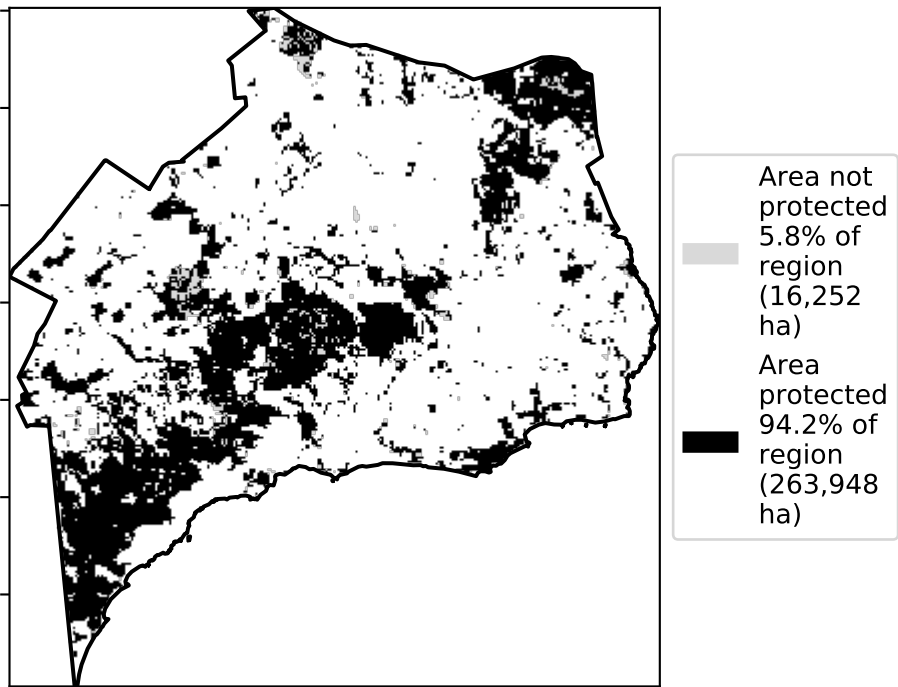 Area not
protected
5.8% of
region
(16,252
ha)
Area
protected
94.2% of
region
(263,948
ha)